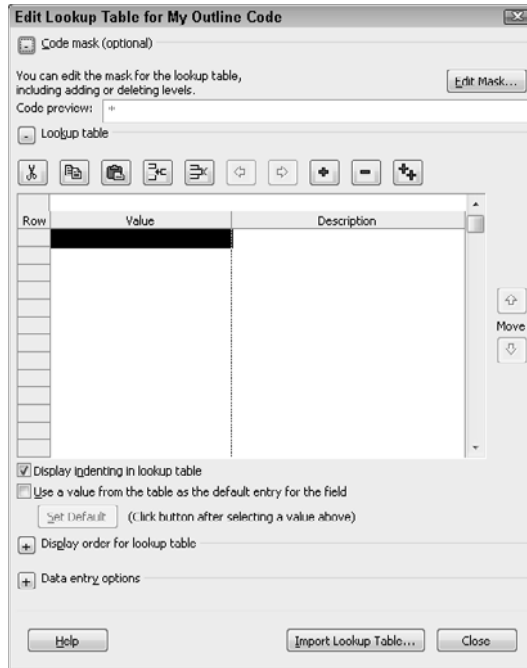 Edit Lookup Table for My Outline Code
Code mask (optional)
You can edit the mask for the lookup table,
including adding or deleting levels.
Edit Mask...
Code preview: *
Lookup table
Row Value Description
Move
Display indenting in lookup table
Use a value from the table as the default entry for the field
Set Default (Click button after selecting a value above)
Display order for lookup table
Data entry options
Help Import Lookup Table... Close